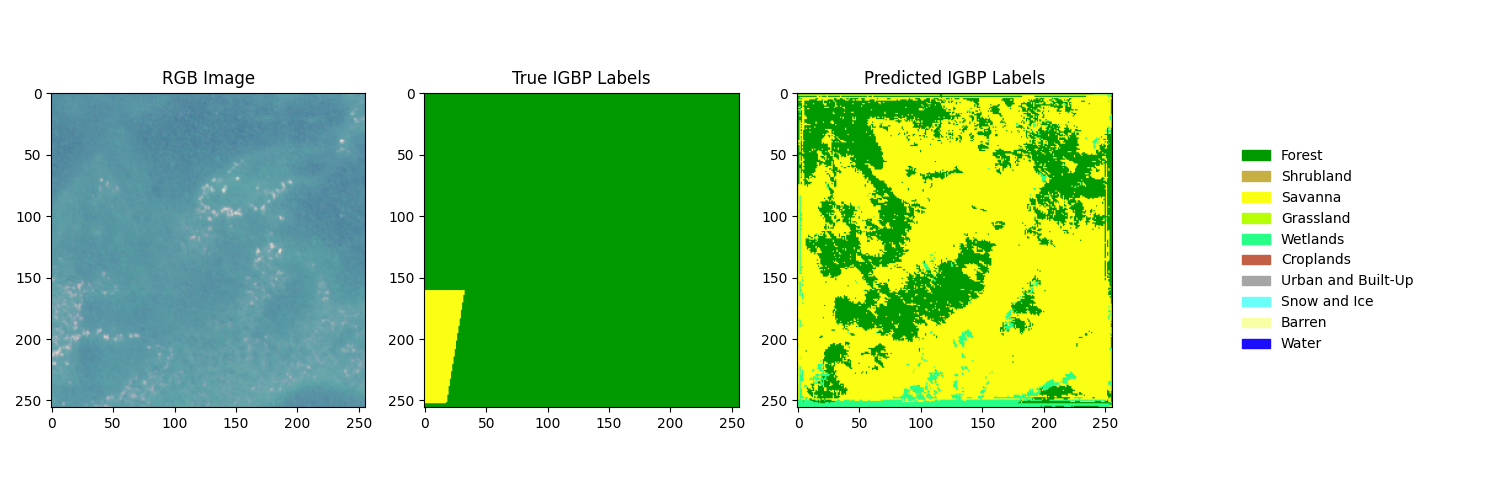 RGB Image
True IGBP Labels
Predicted IGBP Labels
0
50
100
150
200
250
0
50
100
150
200
250
0
50
100
150
200
250
0
50
100
150
200
250
0
50
100
150
200
250
0
50
100
150
200
250
Forest
Shrubland
Savanna
Grassland
Wetlands
Croplands
Urban and Built-Up
Snow and Ice
Barren
Water